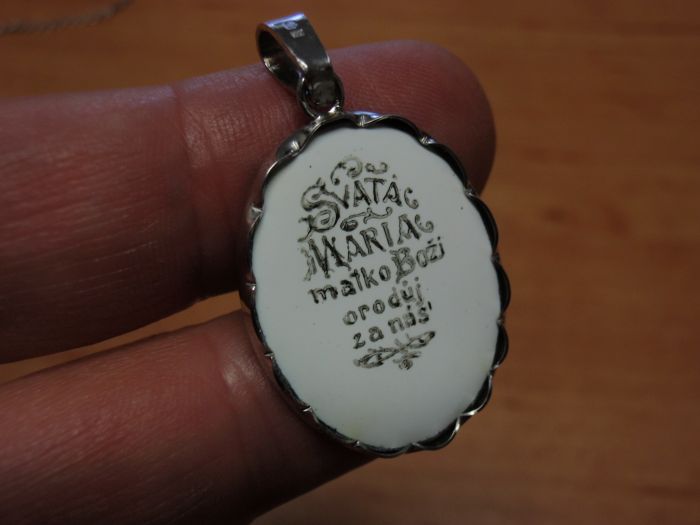 SVATÁ
MARIA
matko Boží
oroduj
za nás